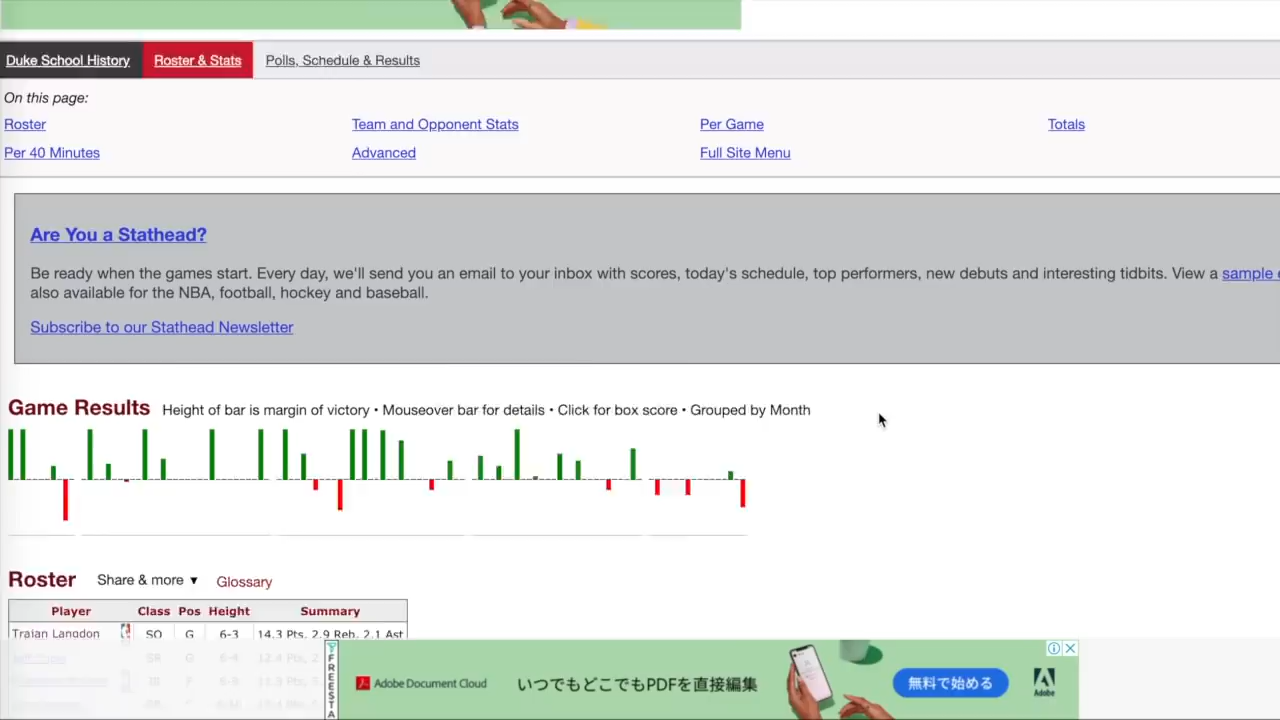 Duke School History
Roster & Stats
Polls, Schedule & Results
On this page:
Roster
Team and Opponent Stats
Per Game
Totals
Per 40 Minutes
Advanced
Full Site Menu
Are You a Stathead?
Be ready when the games start. Every day, we'll send you an email to your inbox with scores, today's schedule, top performers, new debuts and interesting tidbits. View a sample
also available for the NBA, football, hockey and baseball.
Subscribe to our Stathead Newsletter
Game Results Height of bar is margin of victory • Mouseover bar for details • Click for box score • Grouped by Month
Roster Share & more ▼ Glossary
Player Class Pos Height Summary
Trajan Langdon SO G 6-3 14.3 Pts, 2.9 Reb, 2.1 Ast
FREESTA
Adobe Document Cloud
いつでもどこでもPDFを直接編集
無料で始める
Adobe